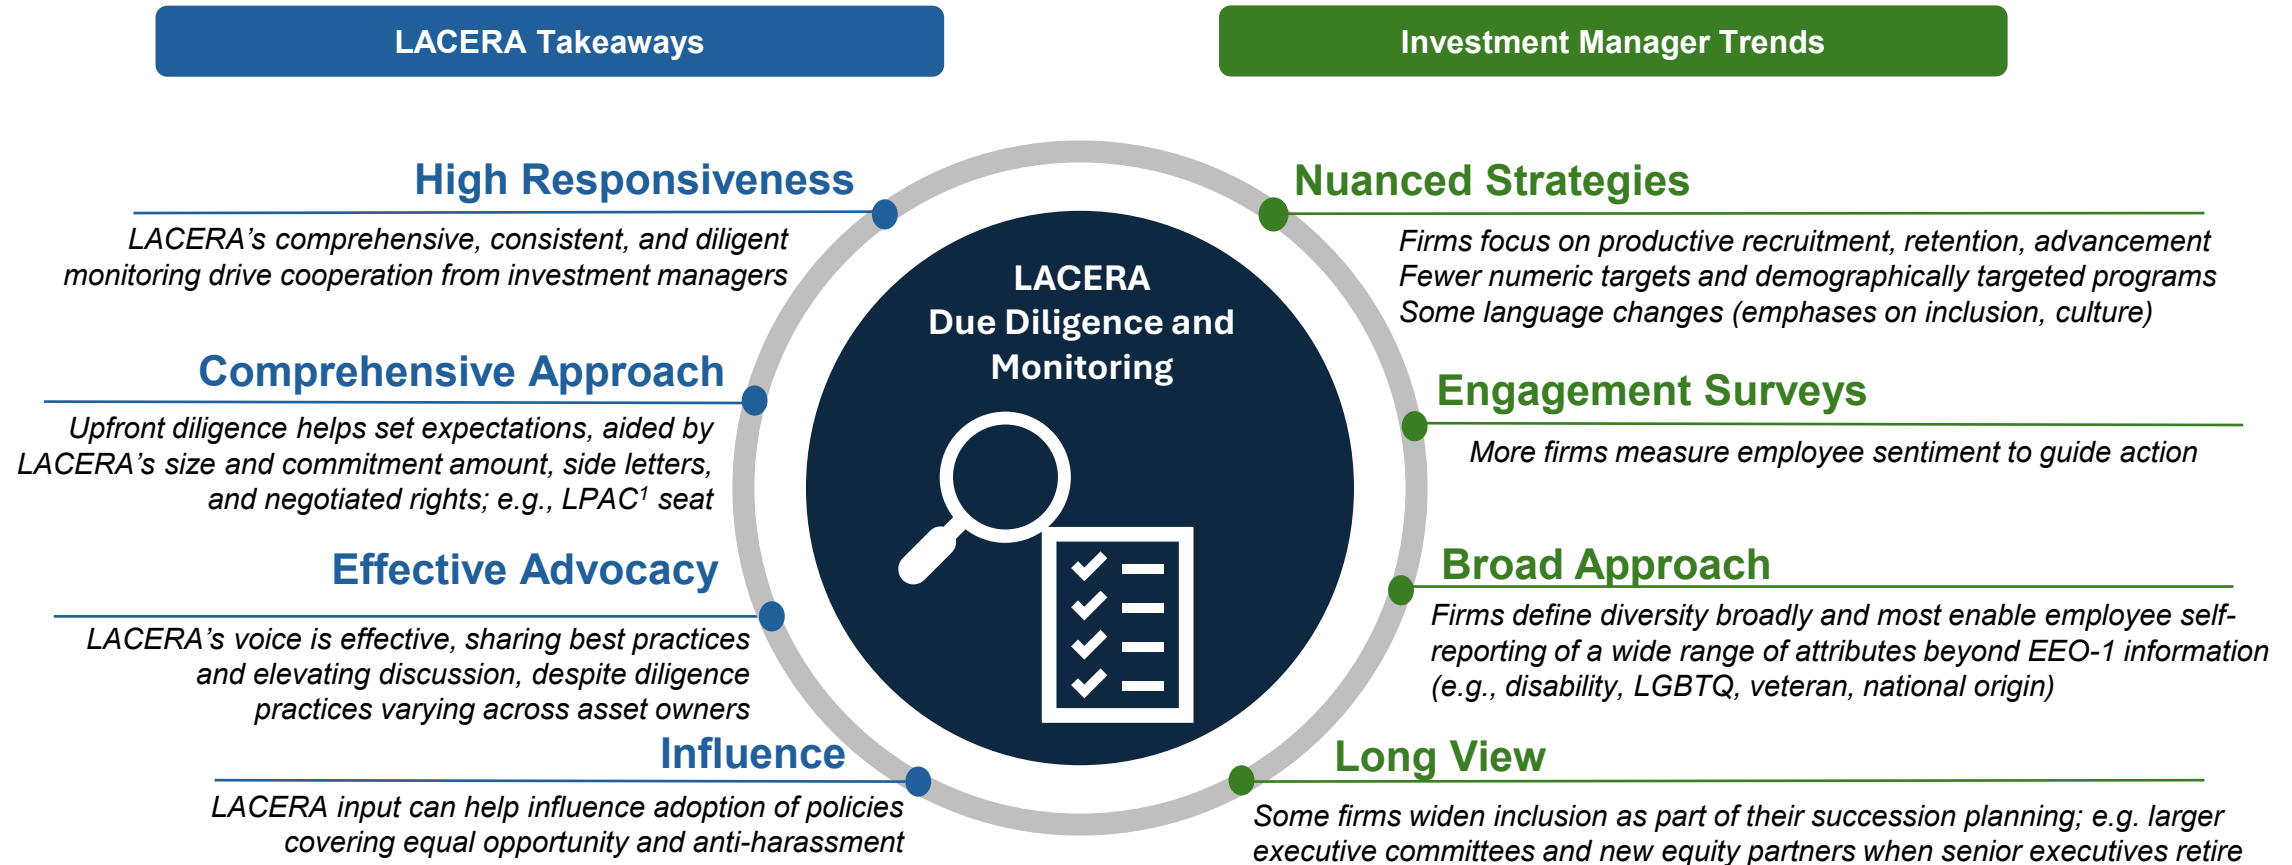 LACERA Takeaways
High Responsiveness
LACERA’s comprehensive, consistent, and diligent
monitoring drive cooperation from investment managers
Comprehensive Approach
Upfront diligence helps set expectations, aided by
LACERA’s size and commitment amount, side letters,
and negotiated rights; e.g., LPAC¹ seat
Effective Advocacy
LACERA’s voice is effective, sharing best practices
and elevating discussion, despite diligence
practices varying across asset owners
Influence
LACERA input can help influence adoption of policies
covering equal opportunity and anti-harassment
LACERA
Due Diligence and
Monitoring
Investment Manager Trends
Nuanced Strategies
Firms focus on productive recruitment, retention, advancement
Fewer numeric targets and demographically targeted programs
Some language changes (emphases on inclusion, culture)
Engagement Surveys
More firms measure employee sentiment to guide action
Broad Approach
Firms define diversity broadly and most enable employee self-
reporting of a wide range of attributes beyond EEO-1 information
(e.g., disability, LGBTQ, veteran, national origin)
Long View
Some firms widen inclusion as part of their succession planning; e.g. larger
executive committees and new equity partners when senior executives retire